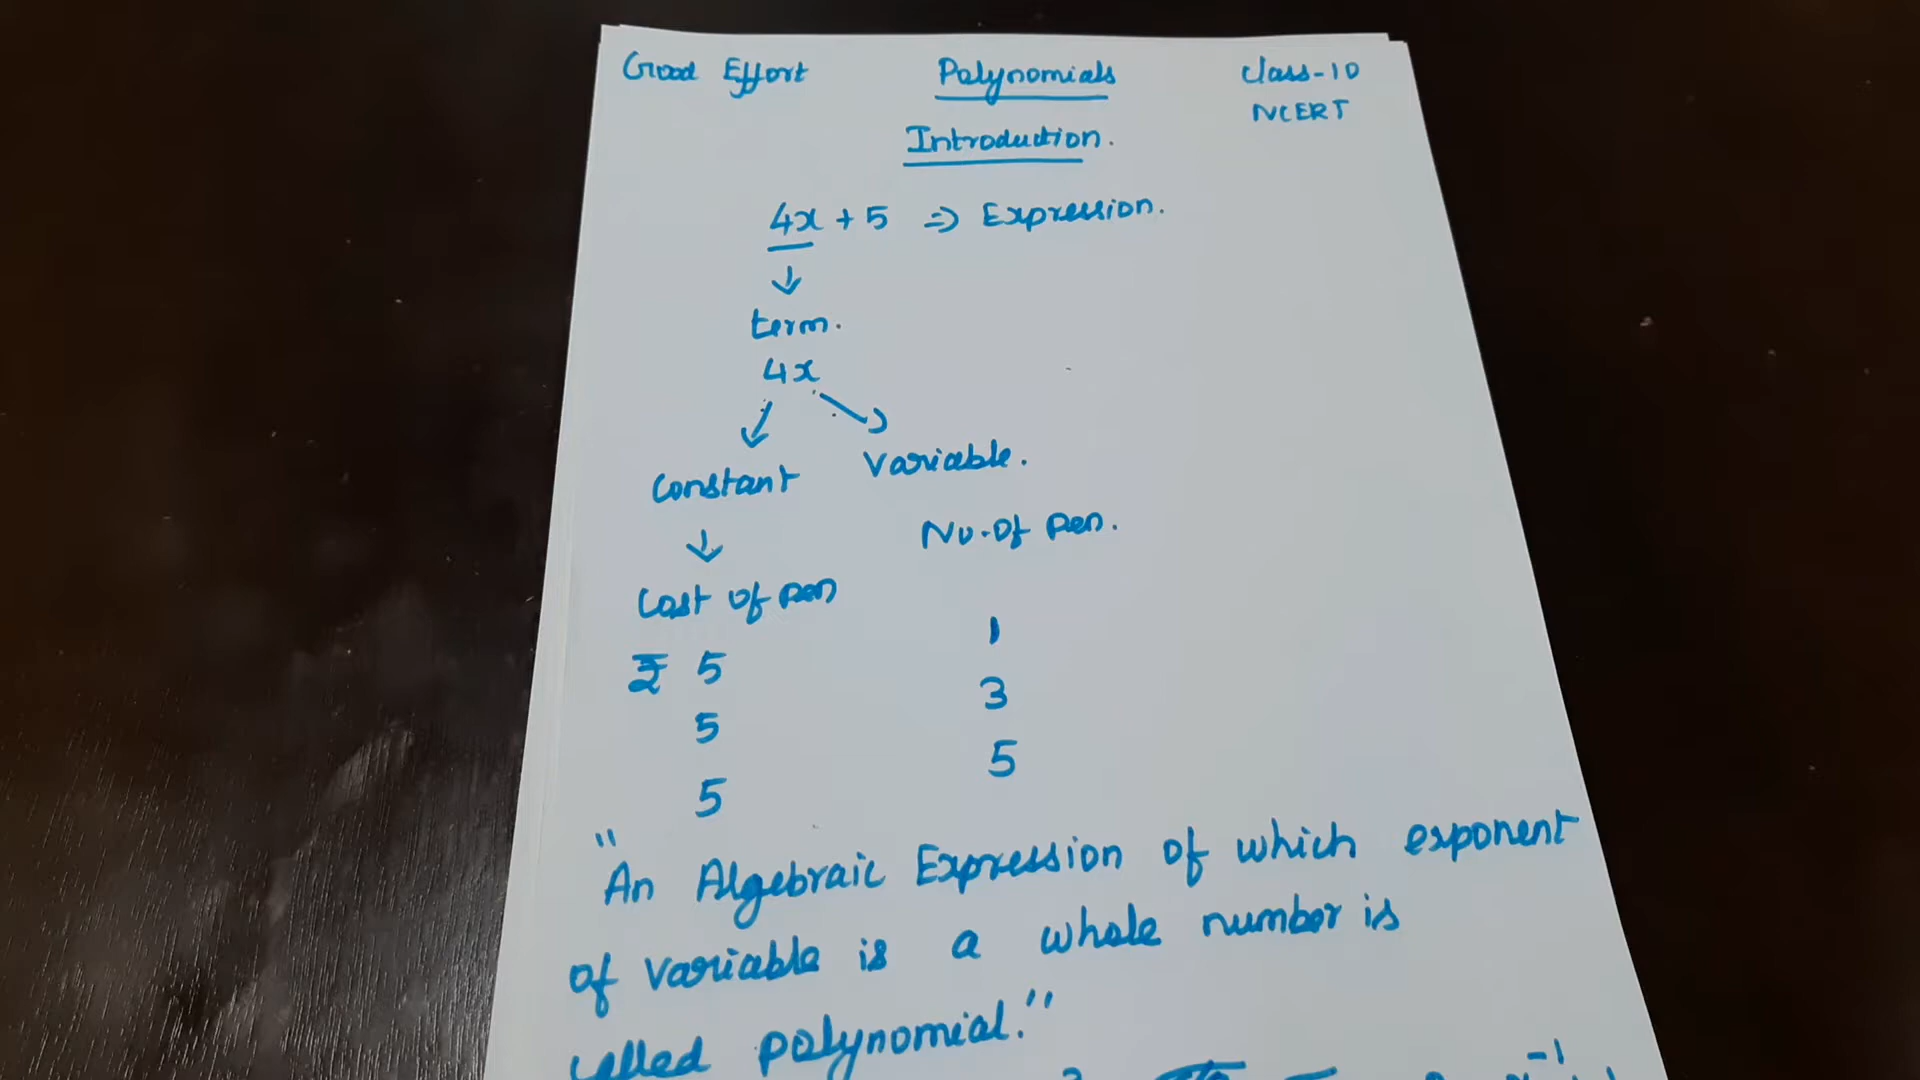 Good Effort Polynomials Class-10
NCERT
Introduction.
4x + 5 => Expression.
↓
term.
4x
Constant Variable.
↓ No.of pen.
Cost of pen
1
₹ 5
3
5
5
5
"An Algebraic Expression of which exponent
of variable is a whole number is
called polynomial."
-1